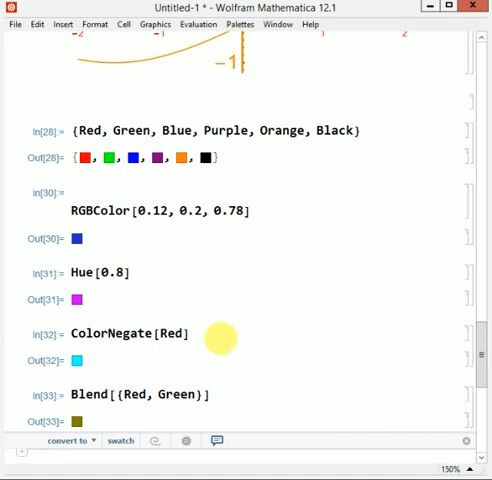 Untitled-1 * - Wolfram Mathematica 12.1
File Edit Insert Format Cell Graphics Evaluation Palettes Window Help
-2 -1 1 2
-1
In[28]:= {Red, Green, Blue, Purple, Orange, Black}
Out[28]= { , , , , , }
In[30]:=
RGBColor[0.12, 0.2, 0.78]
Out[30]=
In[31]:= Hue[0.8]
Out[31]=
In[32]:= ColorNegate[Red]
Out[32]=
In[33]:= Blend[{Red, Green}]
Out[33]=
convert to swatch
150%